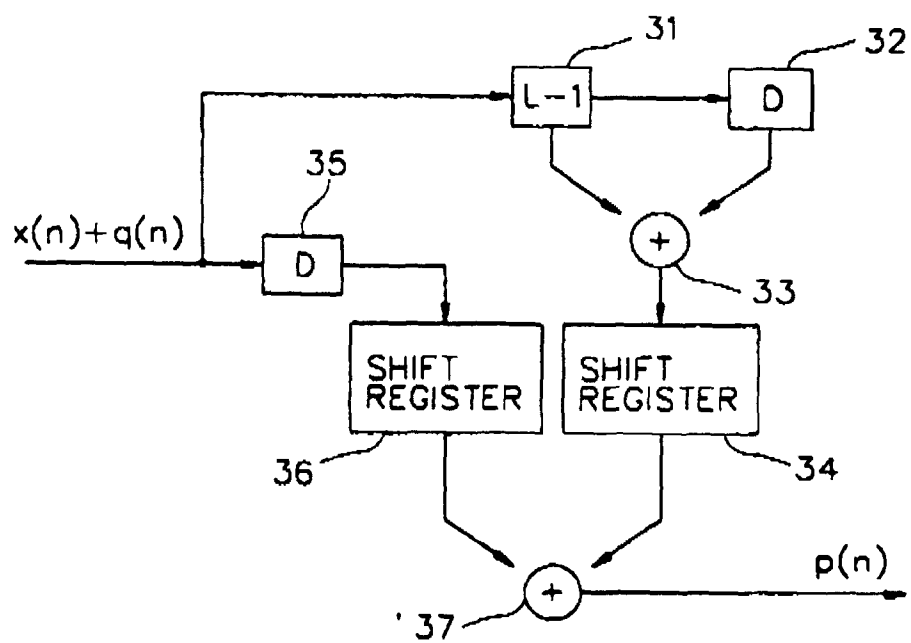 31
32
L-1
D
35
x(n)+q(n)
D
+
33
SHIFT
REGISTER
SHIFT
REGISTER
36
34
p(n)
+
37